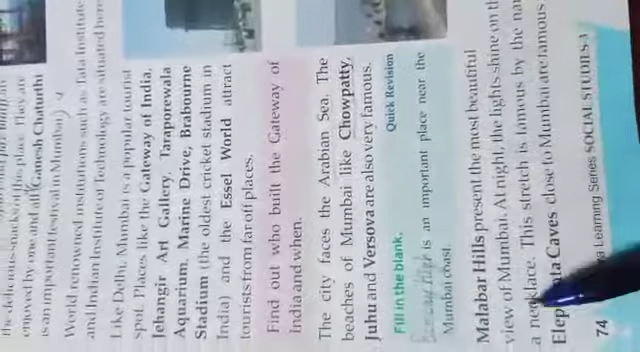 the delicious snacks of this place. They are
enjoyed by one and all. Ganesh Chaturthi
is an important festival in Mumbai)
World renowned institutions such as Tata Institute
and Indian Institute of Technology are situated here
Like Delhi, Mumbai is a popular tourist
spot. Places like the Gateway of India,
Jehangir Art Gallery, Taraporewala
Aquarium, Marine Drive, Brabourne
Stadium (the oldest cricket stadium in
India) and the Essel World attract
tourists from far off places.
Find out who built the Gateway of
India and when.
The city faces the Arabian Sea. The
beaches of Mumbai like Chowpatty,
Juhu and Versova are also very famous.
Quick Revision
Fill in the blank.
is an important place near the
Mumbai coast.
Malabar Hills present the most beautiful
view of Mumbai. At night the lights shine on
a necklace. This stretch is famous by the
Caves close to Mumbai are famous
74
Learning Series SOCIAL STUDIES